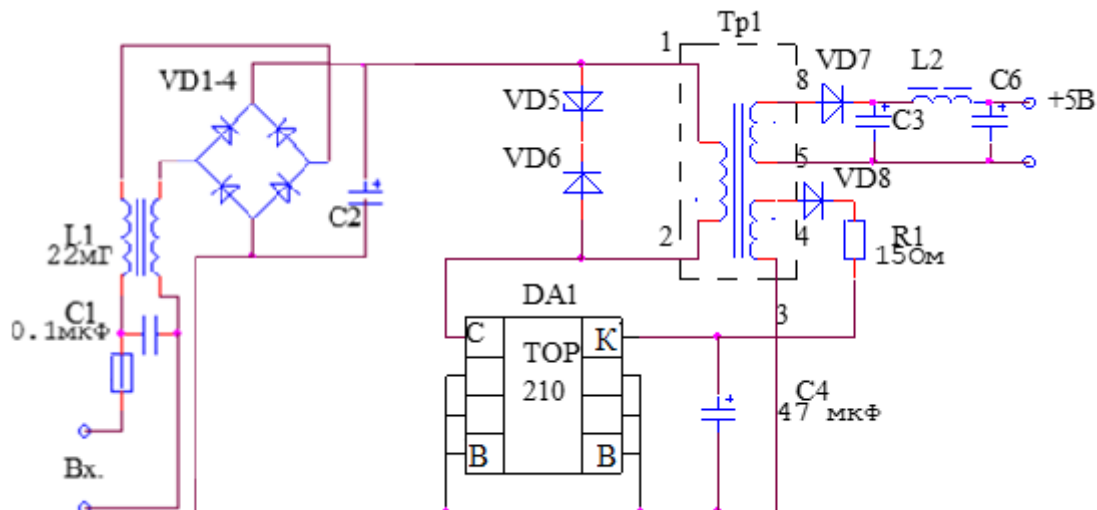 Тр1
1
8
VD7
L2
C6
VD1-4
+5В
VD5
C3
VD6
5
VD8
C2
2
4
R1
15Ом
L1
22мГ
DA1
3
C1
0.1мкФ
С
К
TOP
210
C4
47 мкФ
В
В
Вх.